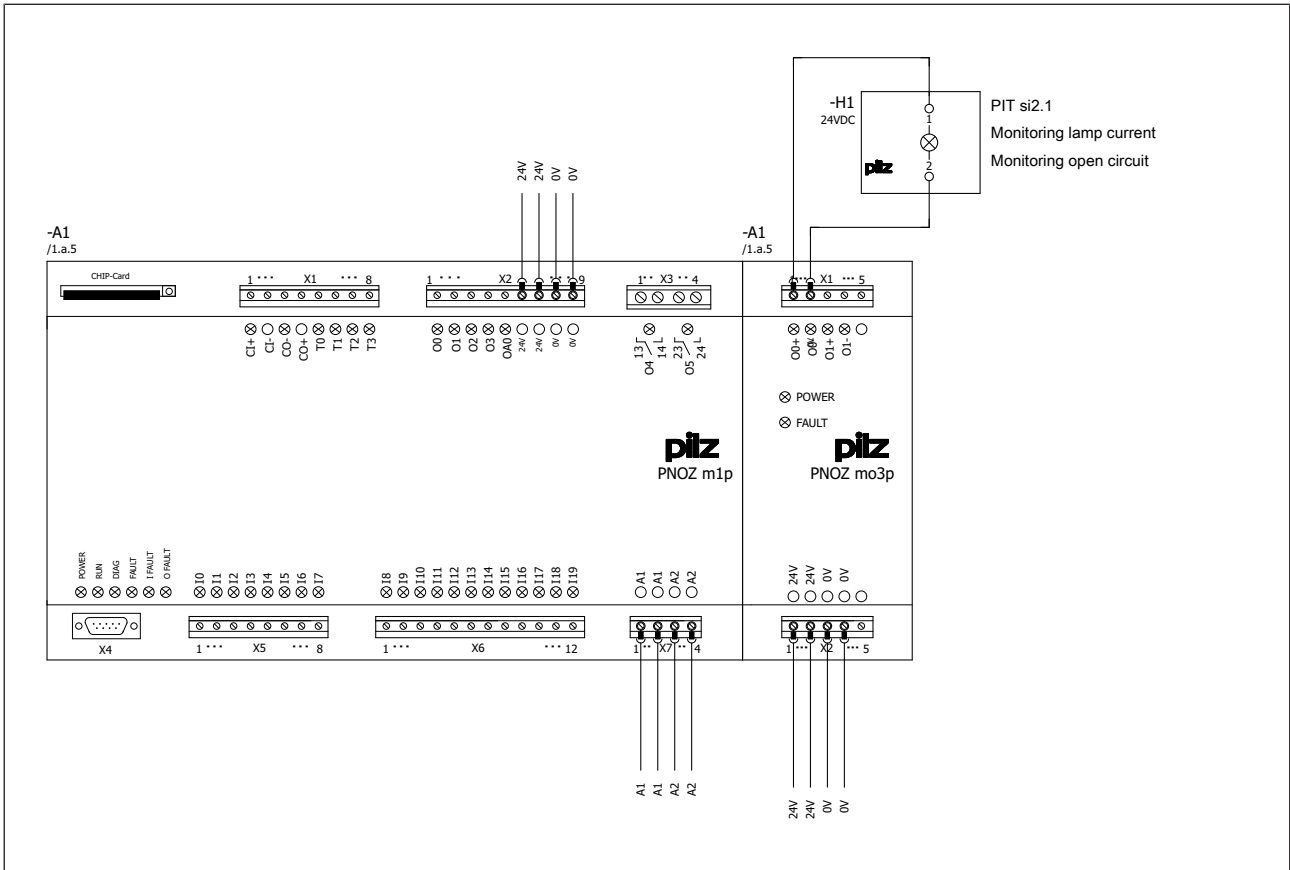 -H1
24VDC
1
2
pilz
PIT si2.1
Monitoring lamp current
Monitoring open circuit
24V
24V
0V
0V
-A1
/1.a.5
-A1
/1.a.5
CHIP-Card
1 ··· X1 ··· 8
1 ··· X2 ··· 9
1 ·· X3 ·· 4
X1 ··· 5
CI+
CI-
CO-
CO+
T0
T1
T2
T3
O0
O1
O2
O3
OA0
24V
24V
0V
0V
13
14
O4
23
24
O5
O0+
O1+
O1-
POWER
FAULT
pilz
PNOZ m1p
pilz
PNOZ mo3p
POWER
RUN
DIAG
FAULT
I FAULT
O FAULT
I0
I1
I2
I3
I4
I5
I6
I7
I8
I9
I10
I11
I12
I13
I14
I15
I16
I17
I18
I19
A1
A1
A2
A2
24V
24V
0V
0V
X4
1 ··· X5 ··· 8
1 ··· X6 ··· 12
1 ·· X7 ·· 4
1 ··· X2 ··· 5
A1
A1
A2
A2
24V
24V
0V
0V